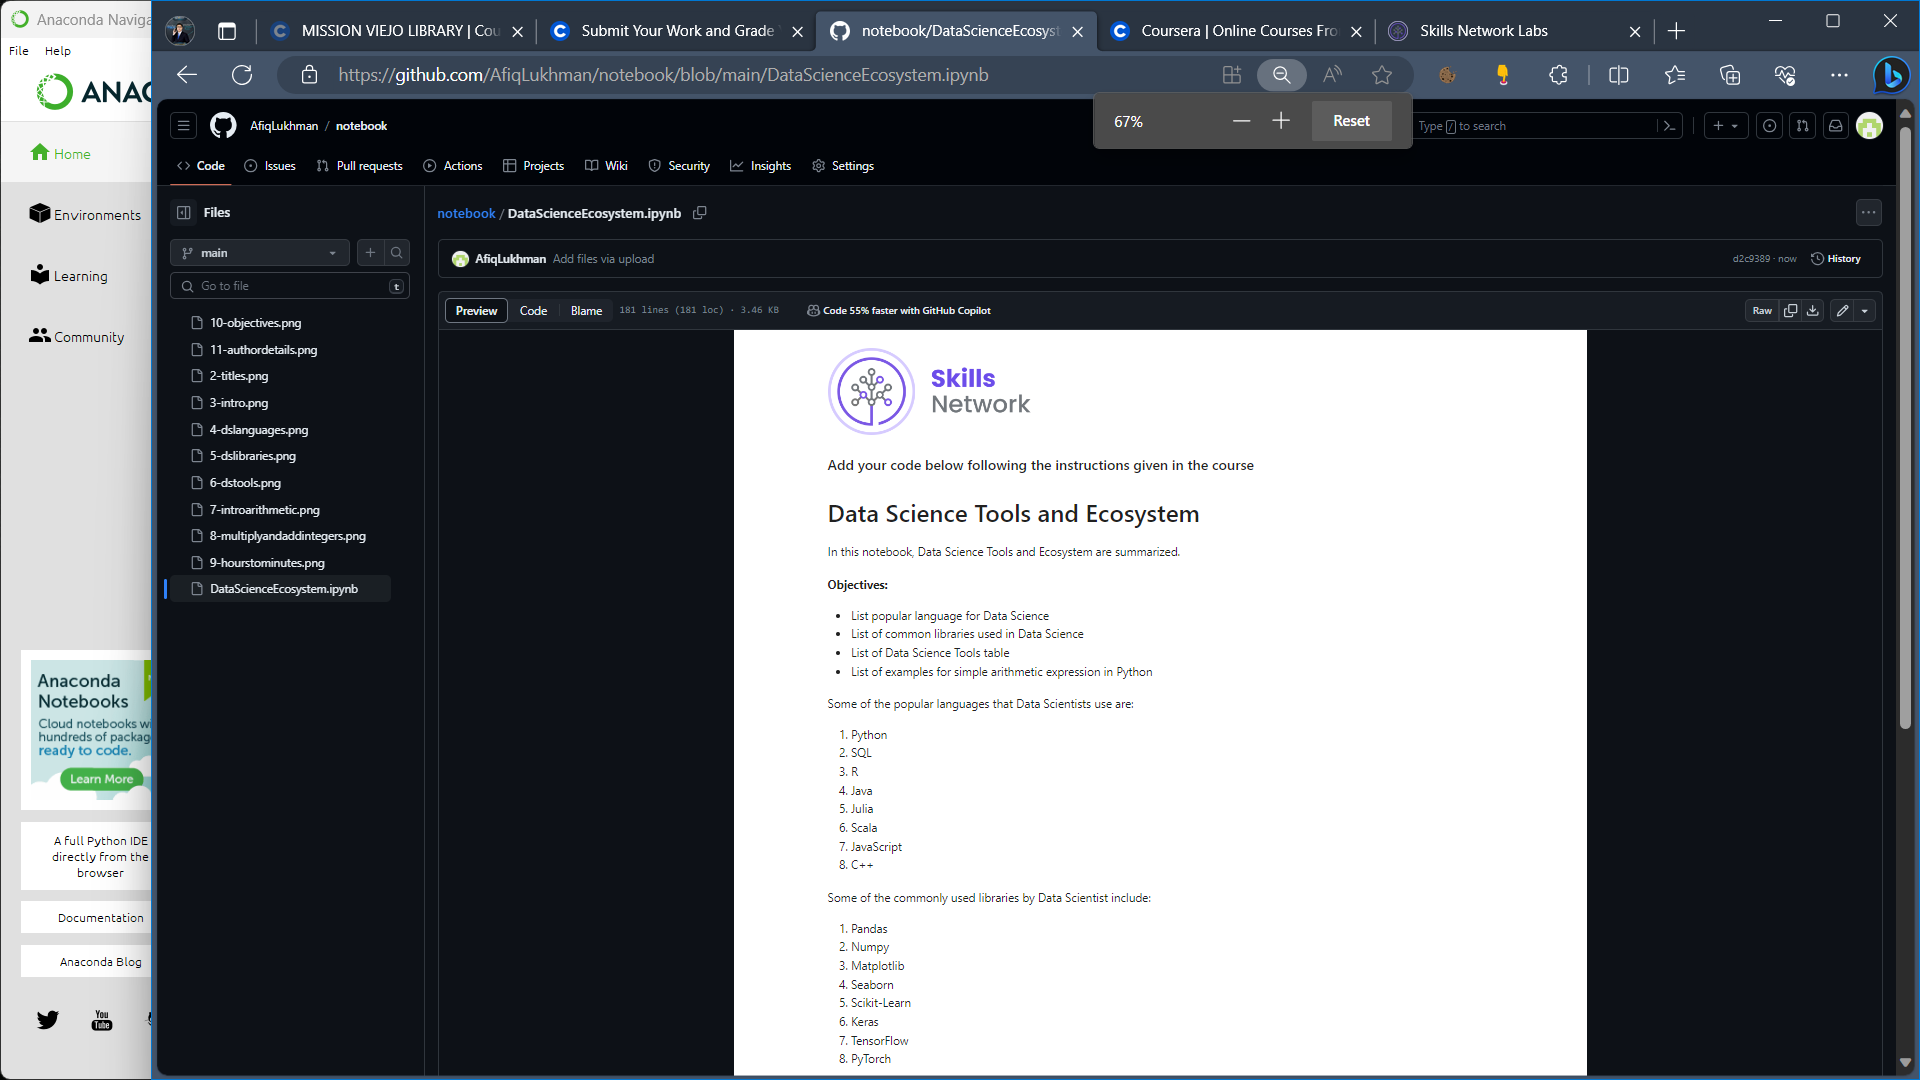 Anaconda Naviga
File Help
ANAC
Home
Environments
Learning
Community
Anaconda
Notebooks
Cloud notebooks wi
hundreds of packag
ready to code.
Learn More
A full Python IDE
directly from the
browser
Documentation
Anaconda Blog
You
Tube
MISSION VIEJO LIBRARY | Cou
Submit Your Work and Grade
notebook/DataScienceEcosyst
Coursera | Online Courses Fro
Skills Network Labs
https://github.com/AfiqLukhman/notebook/blob/main/DataScienceEcosystem.ipynb
67%
Reset
AfiqLukhman / notebook
Type / to search
Code
Issues
Pull requests
Actions
Projects
Wiki
Security
Insights
Settings
Files
main
Go to file
t
10-objectives.png
11-authordetails.png
2-titles.png
3-intro.png
4-dslanguages.png
5-dslibraries.png
6-dstools.png
7-introarithmetic.png
8-multiplyandaddintegers.png
9-hourstominutes.png
DataScienceEcosystem.ipynb
notebook / DataScienceEcosystem.ipynb
AfiqLukhman Add files via upload
d2c9389 · now
History
Preview
Code
Blame
181 lines (181 loc) · 3.46 KB
Code 55% faster with GitHub Copilot
Raw
Skills
Network
Add your code below following the instructions given in the course
Data Science Tools and Ecosystem
In this notebook, Data Science Tools and Ecosystem are summarized.
Objectives:
• List popular language for Data Science
• List of common libraries used in Data Science
• List of Data Science Tools table
• List of examples for simple arithmetic expression in Python
Some of the popular languages that Data Scientists use are:
1. Python
2. SQL
3. R
4. Java
5. Julia
6. Scala
7. JavaScript
8. C++
Some of the commonly used libraries by Data Scientist include:
1. Pandas
2. Numpy
3. Matplotlib
4. Seaborn
5. Scikit-Learn
6. Keras
7. TensorFlow
8. PyTorch